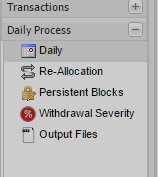 Transactions
Daily Process
Daily
Re-Allocation
Persistent Blocks
Withdrawal Severity
Output Files